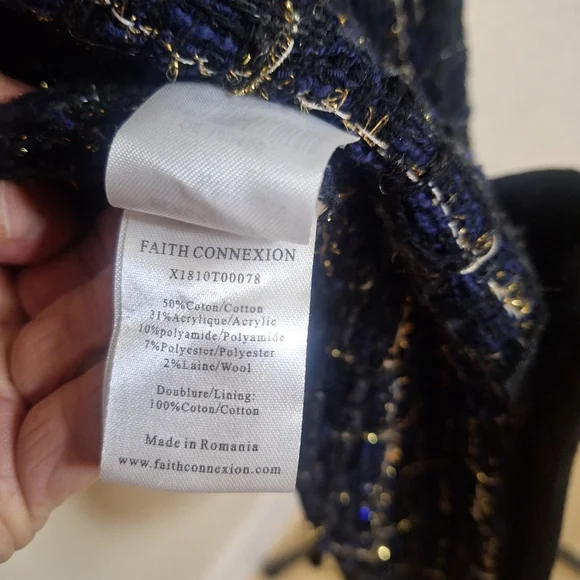 FAITH CONNEXION
X1810T00078
50%Coton/Cotton
31%Acrylique/Acrylic
10%polyamide/Polyamide
7%Polyester/Polyester
2%Laine/Wool
Doublure/Lining:
100%Coton/Cotton
Made in Romania
www.faithconnexion.com